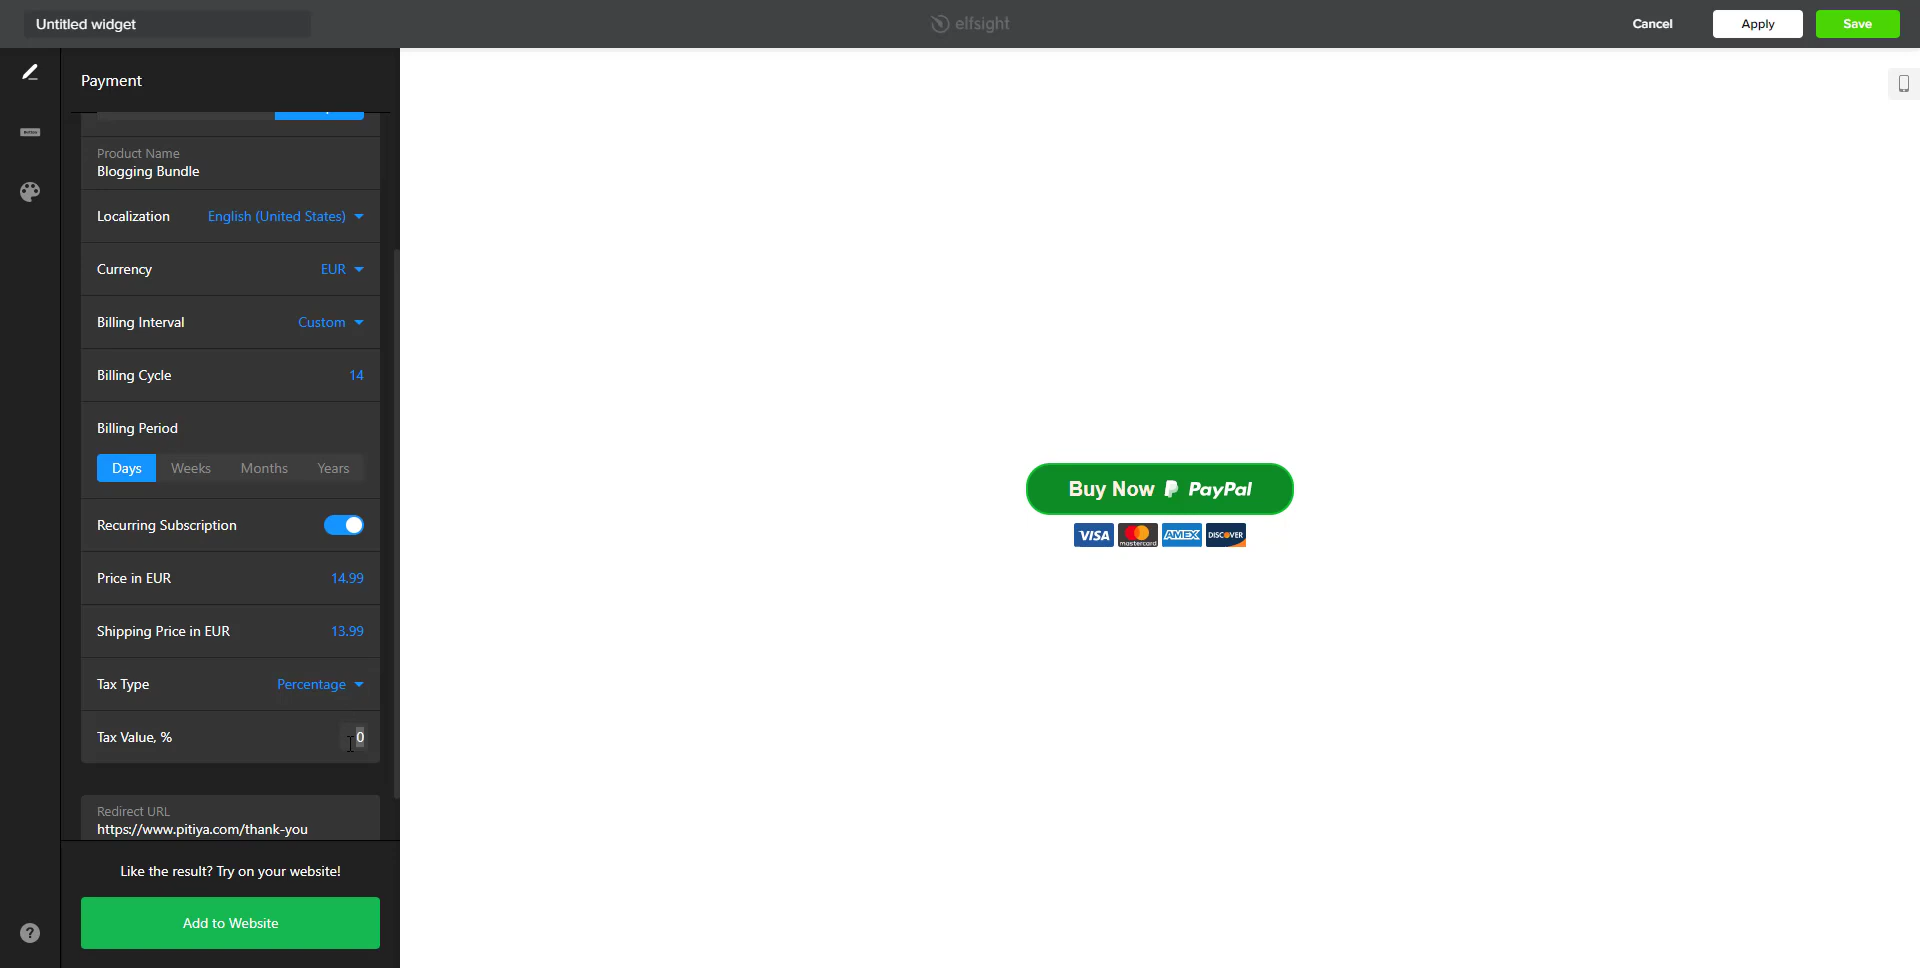 Untitled widget
elfsight
Cancel
Apply
Save
Payment
Product Name
Blogging Bundle
Localization English (United States)
Currency EUR
Billing Interval Custom
Billing Cycle 14
Billing Period
Days Weeks Months Years
Recurring Subscription
Price in EUR 14.99
Shipping Price in EUR 13.99
Tax Type Percentage
Tax Value, % 0
Redirect URL
https://www.pitiya.com/thank-you
Like the result? Try on your website!
Add to Website
?
Buy Now PayPal
VISA mastercard AMEX DISCOVER